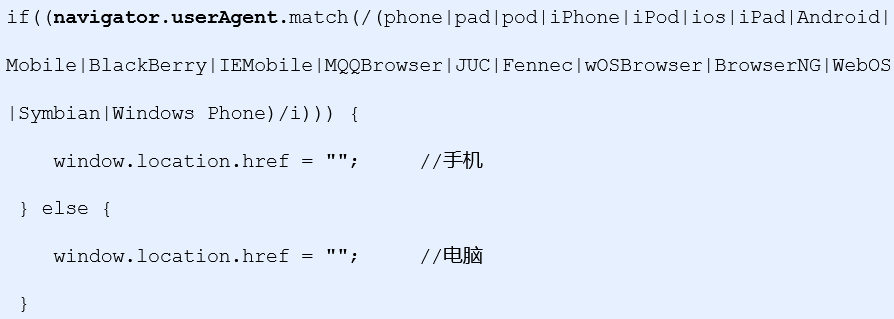 if((navigator.userAgent.match(/(phone|pad|pod|iPhone|iPod|ios|iPad|Android|
Mobile|BlackBerry|IEMobile|MQQBrowser|JUC|Fennec|wOSBrowser|BrowserNG|WebOS
|Symbian|Windows Phone)/i))) {
    window.location.href = "";     //手机
 } else {
    window.location.href = "";     //电脑
 }